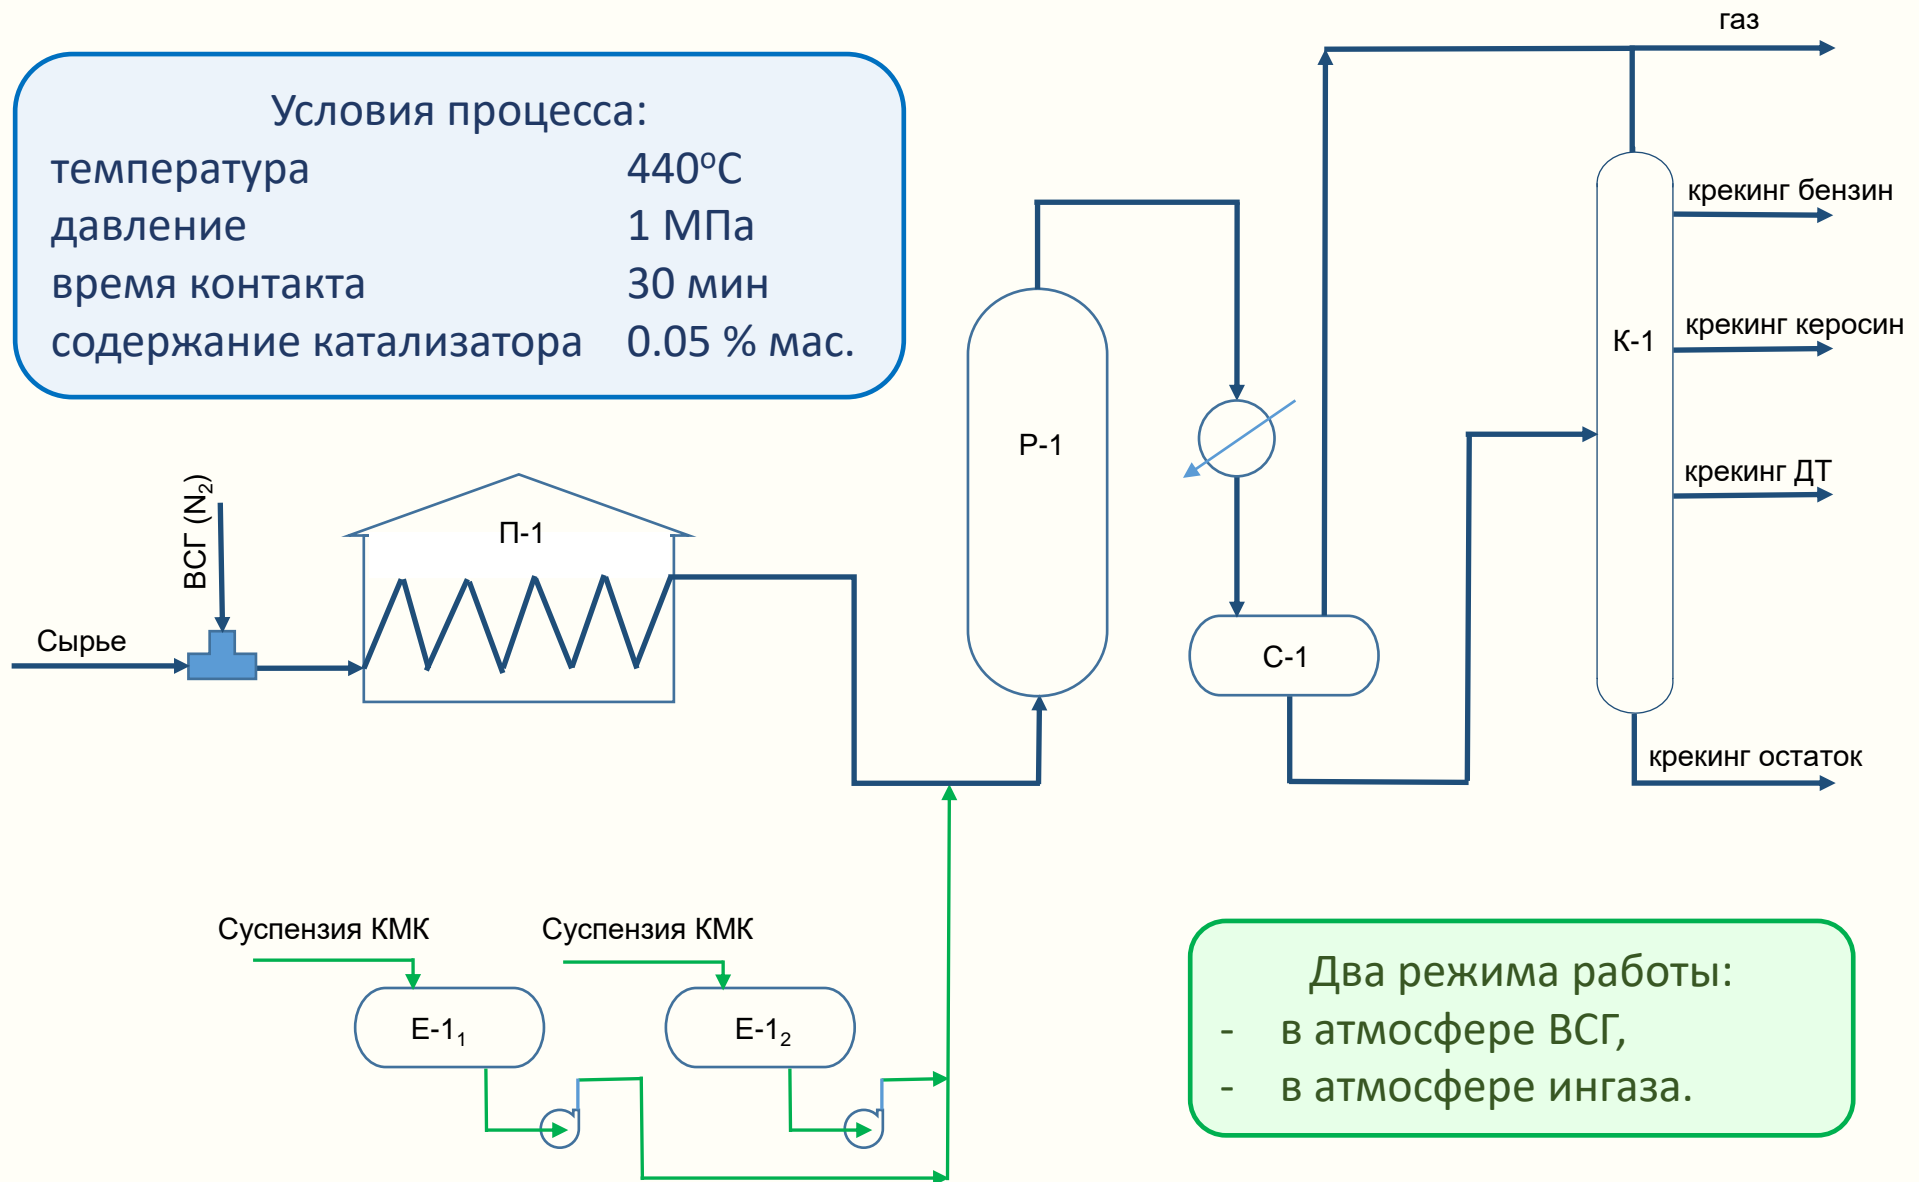 газ
Условия процесса:
температура 440°C
давление 1 МПа
время контакта 30 мин
содержание катализатора 0.05 % мас.
крекинг бензин
крекинг керосин
К-1
Р-1
крекинг ДТ
ВСГ (N₂)
П-1
Сырье
С-1
крекинг остаток
Суспензия КМК
Суспензия КМК
Е-1₁
Е-1₂
Два режима работы:
- в атмосфере ВСГ,
- в атмосфере ингаза.